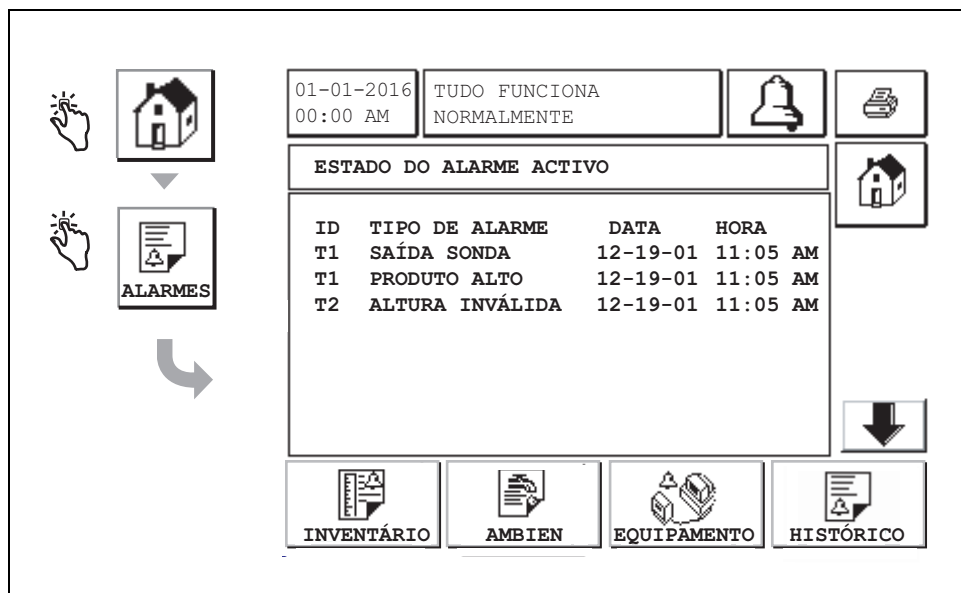 ALARMES
01-01-2016
00:00 AM
TUDO FUNCIONA
NORMALMENTE
ESTADO DO ALARME ACTIVO
ID TIPO DE ALARME DATA HORA
T1 SAÍDA SONDA 12-19-01 11:05 AM
T1 PRODUTO ALTO 12-19-01 11:05 AM
T2 ALTURA INVÁLIDA 12-19-01 11:05 AM
INVENTÁRIO AMBIEN EQUIPAMENTO HISTÓRICO